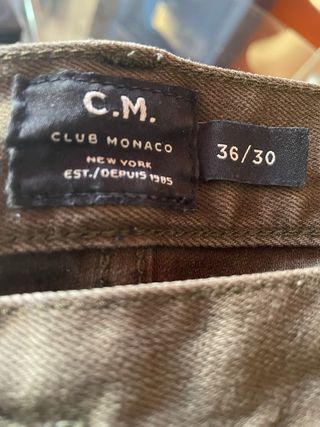 C.M.
CLUB MONACO
NEW YORK
EST./DEPUIS 1985
36/30